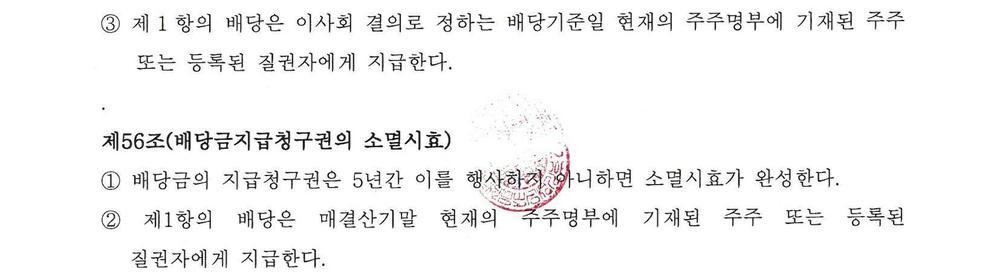 ③ 제1항의 배당은 이사회 결의로 정하는 배당기준일 현재의 주주명부에 기재된 주주
또는 등록된 질권자에게 지급한다.
.
제56조(배당금지급청구권의 소멸시효)
① 배당금의 지급청구권은 5년간 이를 행사하지 아니하면 소멸시효가 완성한다.
② 제1항의 배당은 매결산기말 현재의 주주명부에 기재된 주주 또는 등록된
질권자에게 지급한다.